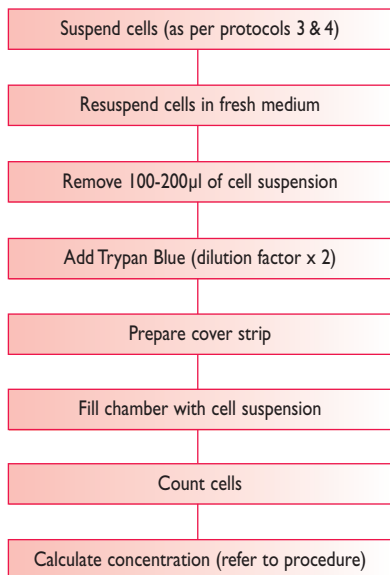 Suspend cells (as per protocols 3 & 4)
Resuspend cells in fresh medium
Remove 100-200μl of cell suspension
Add Trypan Blue (dilution factor x 2)
Prepare cover strip
Fill chamber with cell suspension
Count cells
Calculate concentration (refer to procedure)